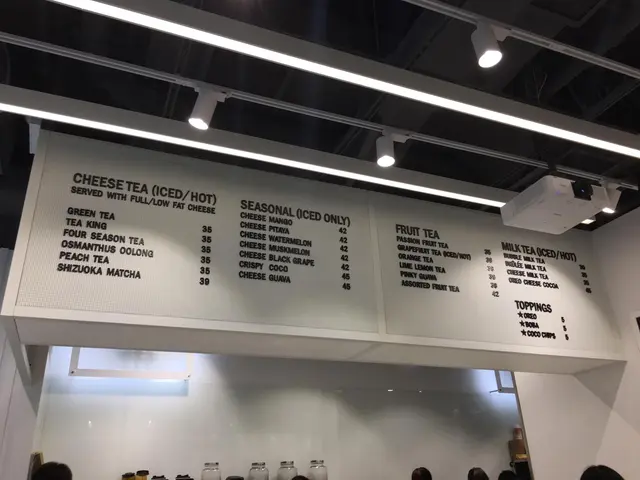 CHEESE TEA (ICED/HOT)
SERVED WITH FULL/LOW FAT CHEESE
GREEN TEA 35
TEA KING 35
FOUR SEASON TEA 35
OSMANTHUS OOLONG 35
PEACH TEA 35
SHIZUOKA MATCHA 39
SEASONAL (ICED ONLY)
CHEESE MANGO 42
CHEESE PITAYA 42
CHEESE WATERMELON 42
CHEESE MUSKMELON 42
CHEESE BLACK GRAPE 42
CRISPY COCO 45
CHEESE GUAVA 45
FRUIT TEA
PASSION FRUIT TEA
GRAPEFRUIT TEA (ICED/HOT)
ORANGE TEA
LIME LEMON TEA
PINKY GUAVA
ASSORTED FRUIT TEA 42
MILK TEA (ICED/HOT)
BUBBLE MILK TEA
BRÛLÉE MILK TEA
CHEESE MILK TEA
OREO CHEESE COCOA
TOPPINGS
★OREO 5
★BOBA 5
★COCO CHIPS 5